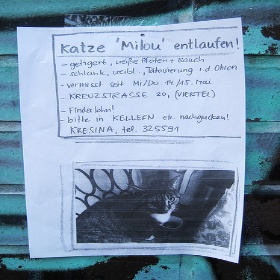 Katze 'Milou' entlaufen!
- getigert, weiße Pfoten + Bauch
- schlank, weibl., Tätowierung i.d. Ohren
- vermisst seit Mi/Do 14./15. Mai
- KREUZSTRASSE 20, (VIERTEL)
- Finderlohn!
- bitte in KELLERN etc. nachgucken!
KRESINA, tel. 325591